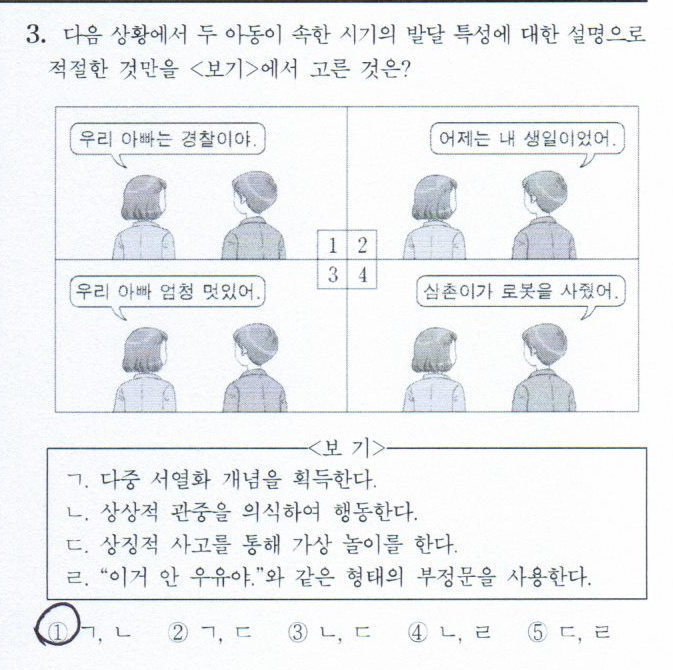 3. 다음 상황에서 두 아동이 속한 시기의 발달 특성에 대한 설명으로
적절한 것만을 <보기>에서 고른 것은?
우리 아빠는 경찰이야.
어제는 내 생일이었어.
1 2
3 4
우리 아빠 엄청 멋있어.
삼촌이가 로봇을 사줬어.
<보 기>
ㄱ. 다중 서열화 개념을 획득한다.
ㄴ. 상상적 관중을 의식하여 행동한다.
ㄷ. 상징적 사고를 통해 가상 놀이를 한다.
ㄹ. “이거 안 우유야.”와 같은 형태의 부정문을 사용한다.
① ㄱ, ㄴ ② ㄱ, ㄷ ③ ㄴ, ㄷ ④ ㄴ, ㄹ ⑤ ㄷ, ㄹ